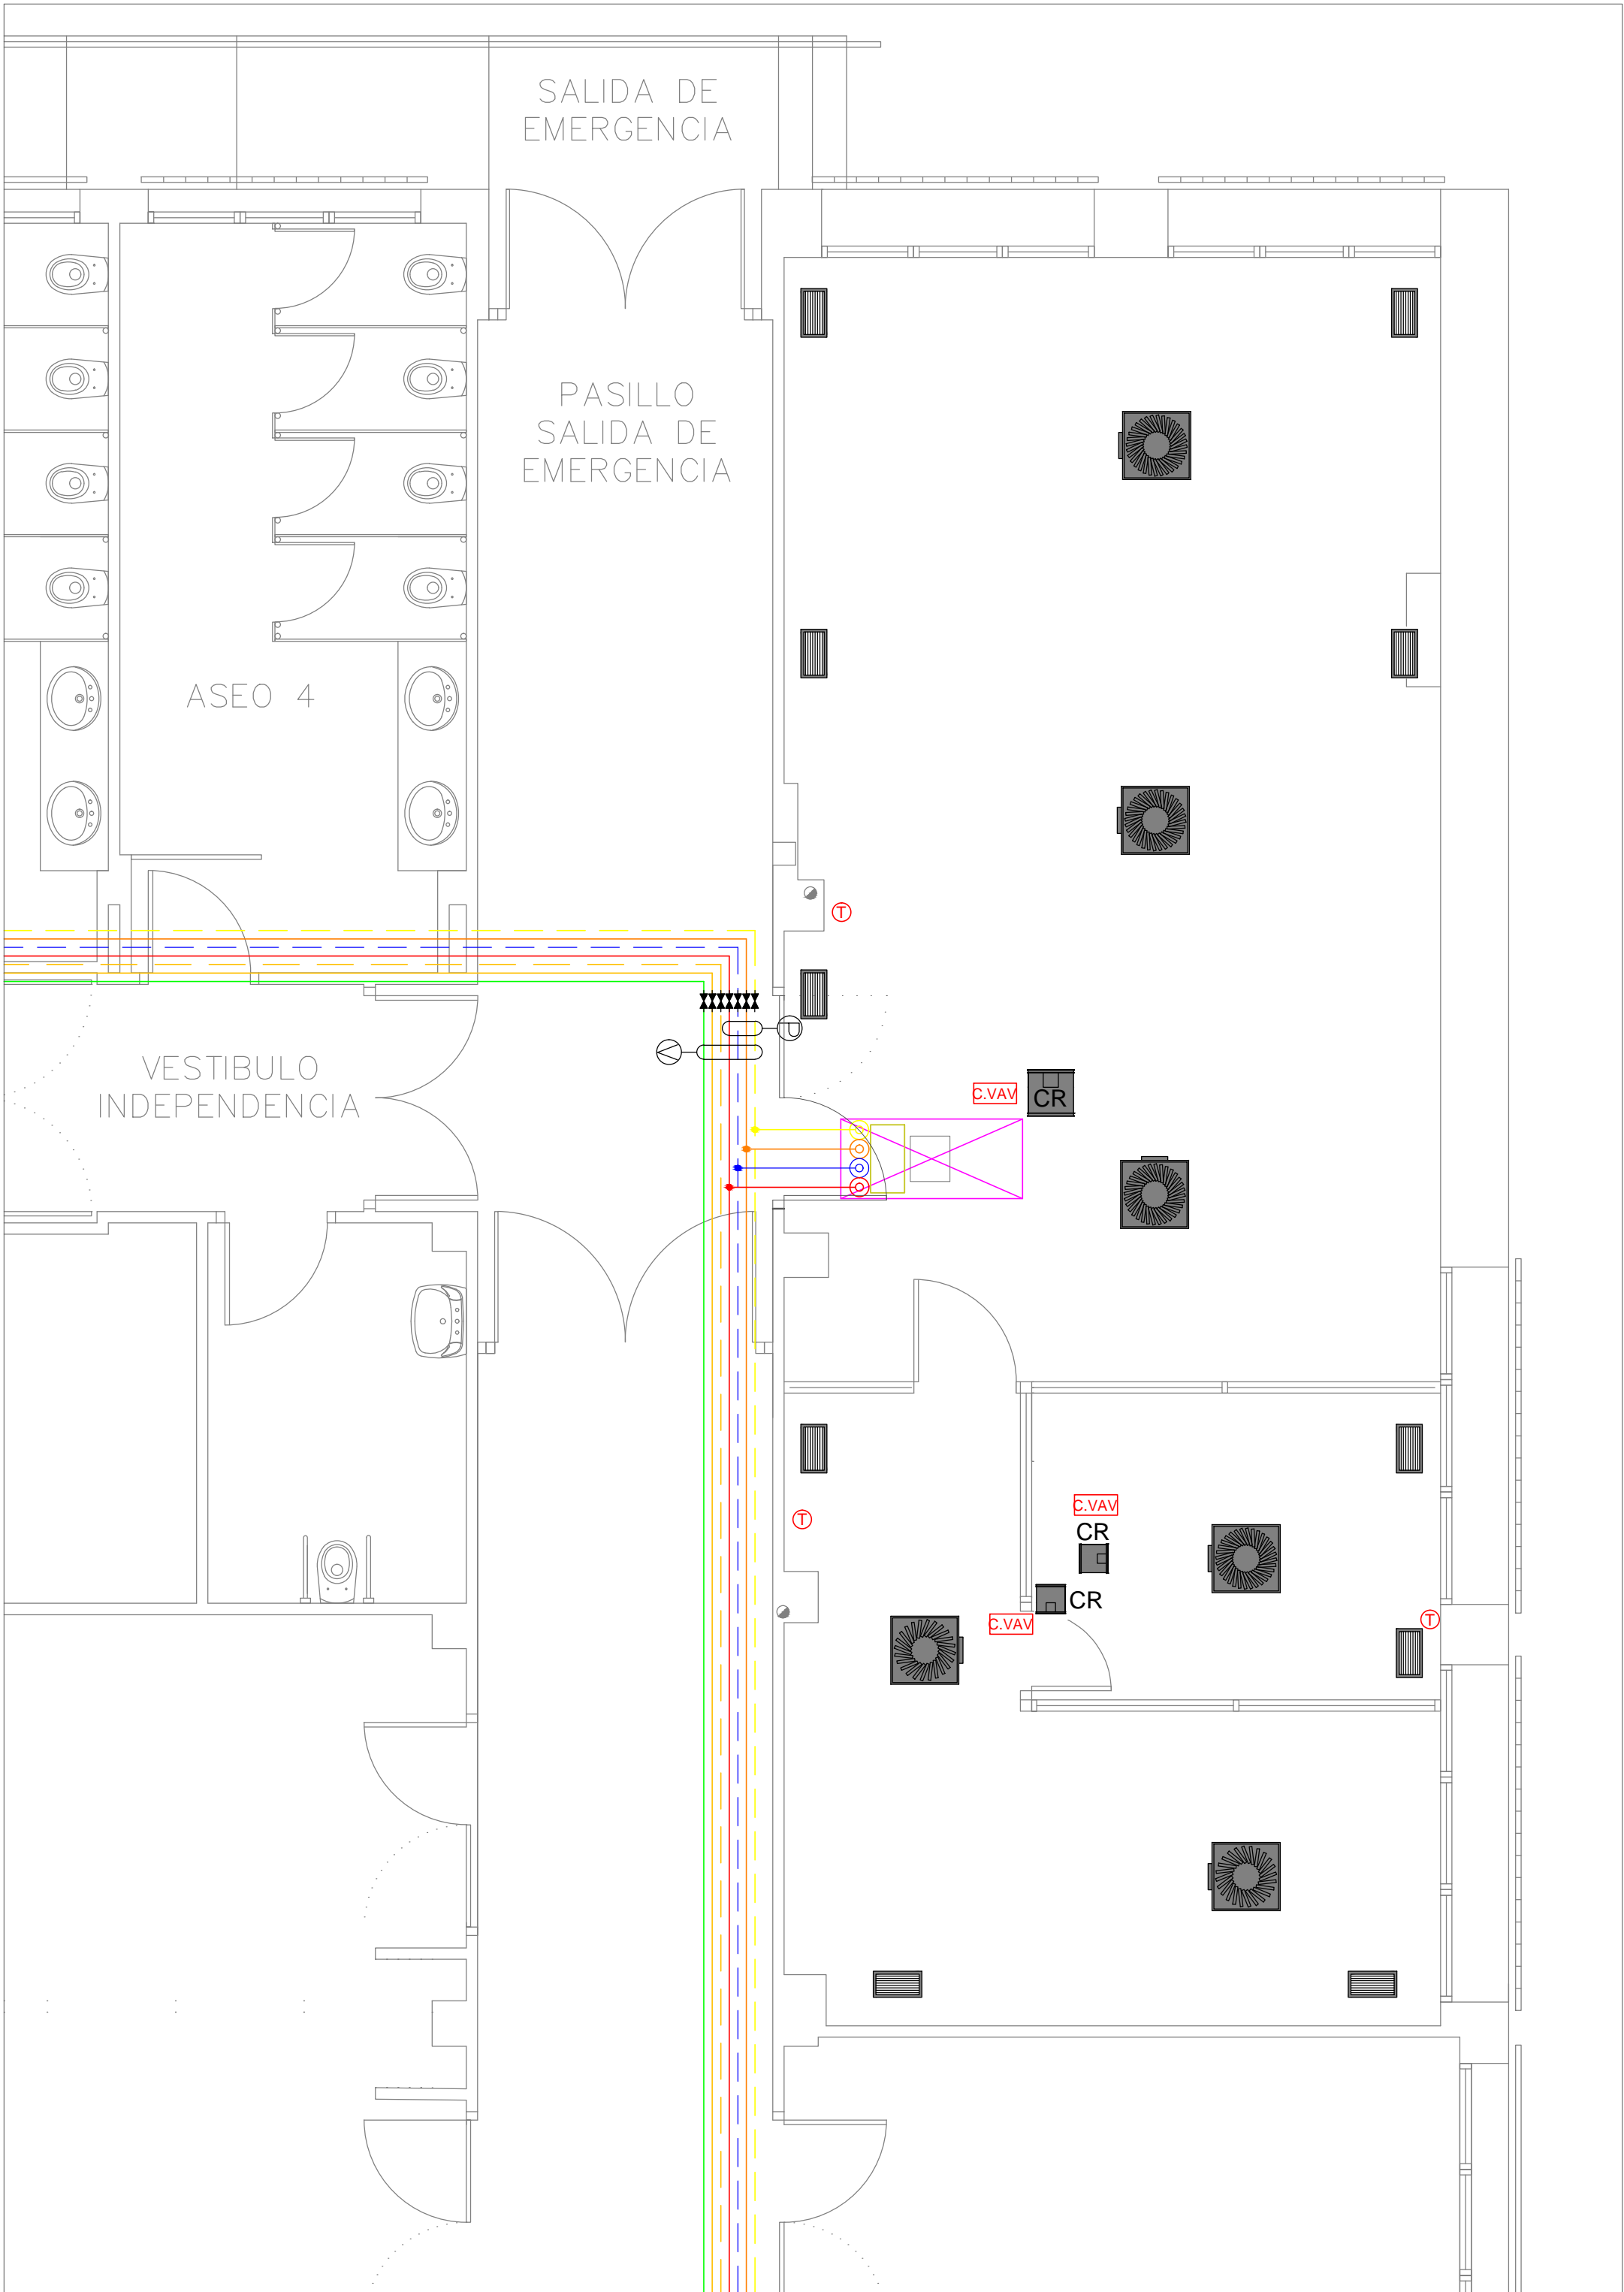 SALIDA DE
EMERGENCIA
PASILLO
SALIDA DE
EMERGENCIA
ASEO 4
T
P
V
VESTIBULO
INDEPENDENCIA
C.VAV
CR
C.VAV
T
CR
CR
C.VAV
T